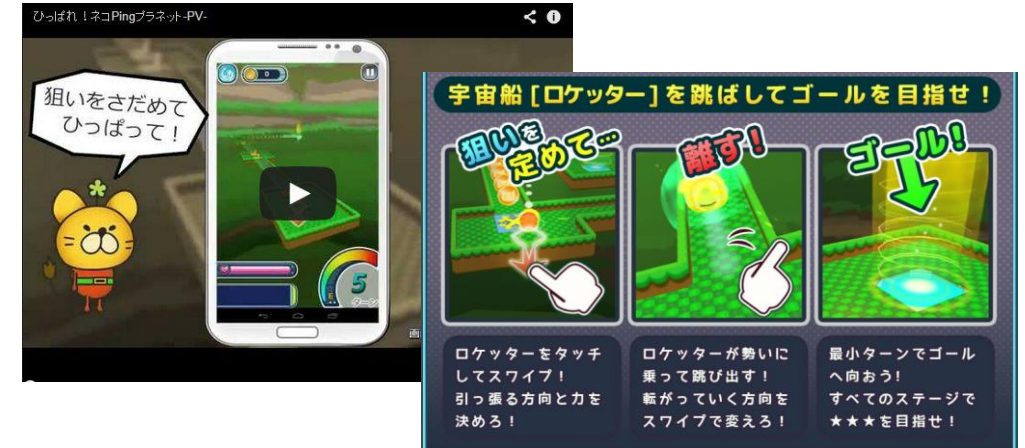 ひっぱれ！ネコPingプラネット-PV-
狙いをさだめて
ひっぱって！
0
5
ターン
画
宇宙船[ロケッター]を跳ばしてゴールを目指せ！
狙いを
定めて…
離す！
ゴール！
ロケッターをタッチ
してスワイプ！
引っ張る方向と力を
決めろ！
ロケッターが勢いに
乗って跳び出す！
転がっていく方向を
スワイプで変えろ！
最小ターンでゴール
へ向おう!
すべてのステージで
★★★を目指せ！